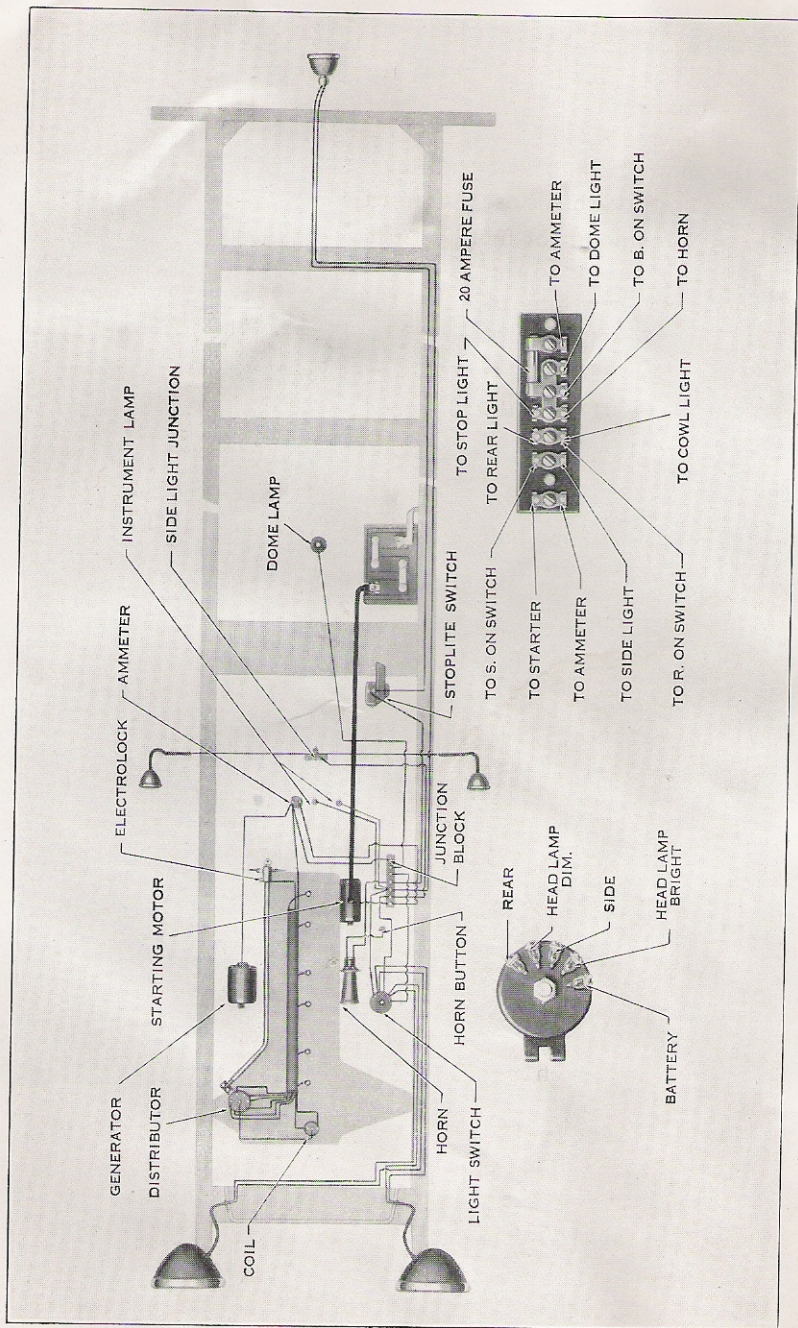 GENERATOR
DISTRIBUTOR
STARTING MOTOR
ELECTROLOCK
AMMETER
INSTRUMENT LAMP
SIDE LIGHT JUNCTION
DOME LAMP
COIL
HORN
LIGHT SWITCH
HORN BUTTON
JUNCTION
BLOCK
STOPLITE SWITCH
REAR
HEAD LAMP
DIM.
SIDE
HEAD LAMP
BRIGHT
BATTERY
TO S. ON SWITCH
TO REAR LIGHT
TO STOP LIGHT
20 AMPERE FUSE
TO STARTER
TO AMMETER
TO SIDE LIGHT
TO R. ON SWITCH
TO COWL LIGHT
TO HORN
TO B. ON SWITCH
TO DOME LIGHT
TO AMMETER